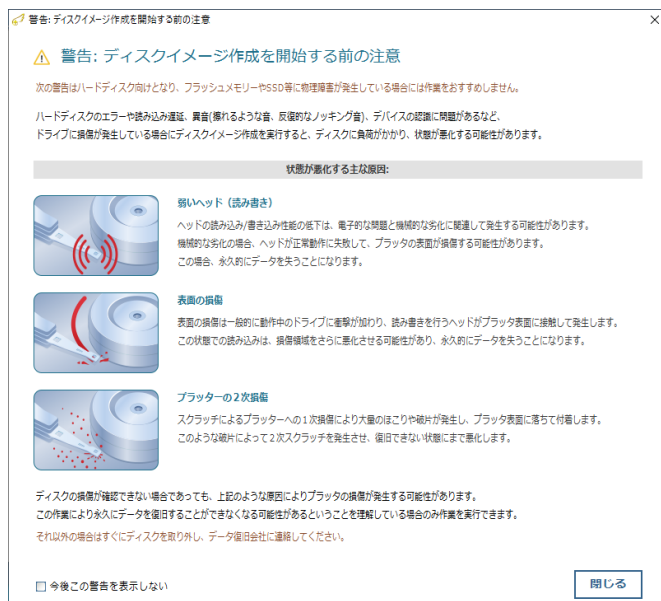 警告: ディスクイメージ作成を開始する前の注意
警告: ディスクイメージ作成を開始する前の注意
次の警告はハードディスク向けとなり、フラッシュメモリーやSSD等に物理障害が発生している場合には作業をおすすめしません。
ハードディスクのエラーや読み込み遅延、異音(擦れるような音、反復的なノッキング音)、デバイスの認識に問題があるなど、
ドライブに損傷が発生している場合にディスクイメージ作成を実行すると、ディスクに負荷がかかり、状態が悪化する可能性があります。
状態が悪化する主な原因:
弱いヘッド（読み書き）
ヘッドの読み込み/書き込み性能の低下は、電子的な問題と機械的な劣化に関連して発生する可能性があります。
機械的な劣化の場合、ヘッドが正常動作に失敗して、プラッタの表面が損傷する可能性があります。
この場合、永久的にデータを失うことになります。
表面の損傷
表面の損傷は一般的に動作中のドライブに衝撃が加わり、読み書きを行うヘッドがプラッタ表面に接触して発生します。
この状態での読み込みは、損傷領域をさらに悪化させる可能性があり、永久的にデータを失うことになります。
プラッターの２次損傷
スクラッチによるプラッターへの１次損傷により大量のほこりや破片が発生し、プラッタ表面に落ちて付着します。
このような破片によって２次スクラッチを発生させ、復旧できない状態にまで悪化します。
ディスクの損傷が確認できない場合であっても、上記のような原因によりプラッタの損傷が発生する可能性があります。
この作業により永久にデータを復旧することができなくなる可能性があるということを理解している場合のみ作業を実行できます。
それ以外の場合はすぐにディスクを取り外し、データ復旧会社に連絡してください。
今後この警告を表示しない
閉じる